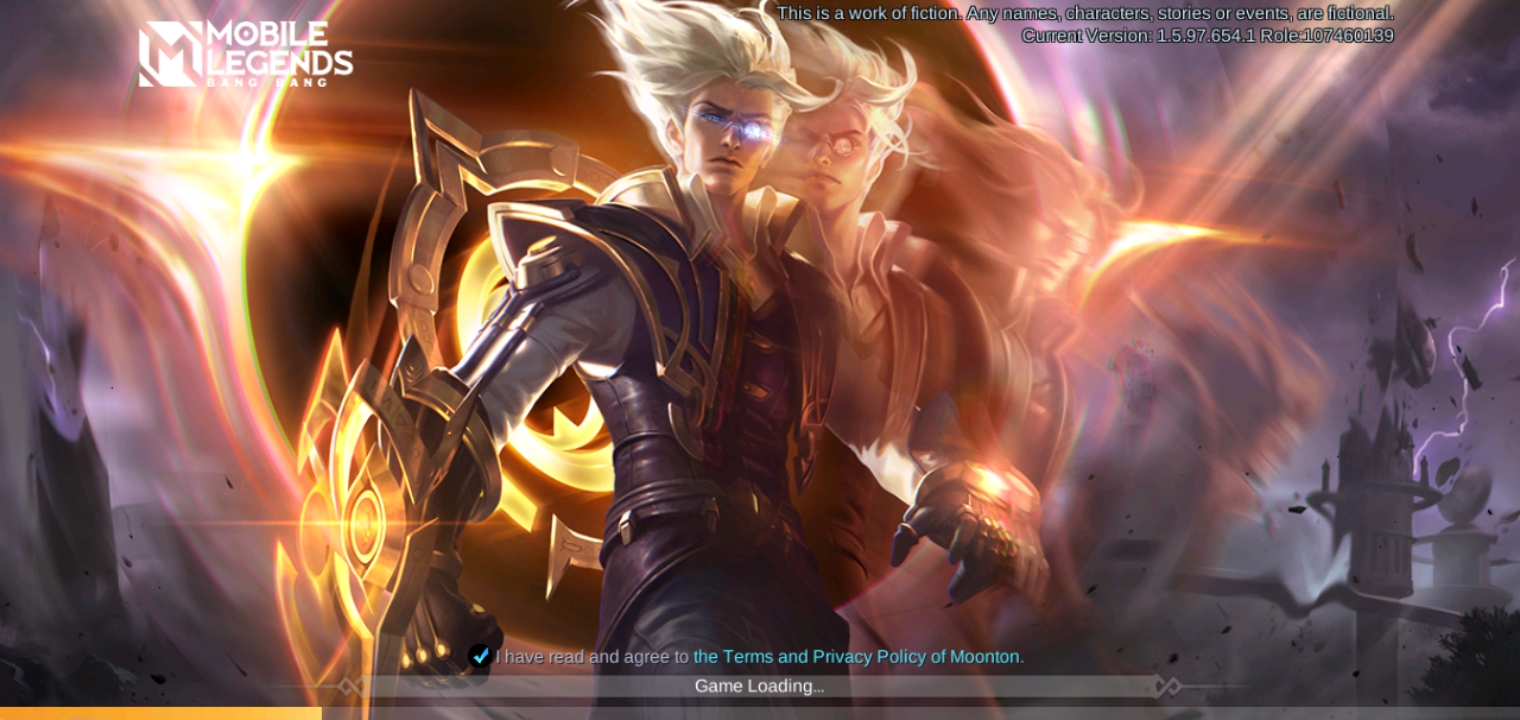 MOBILE
LEGENDS
BANG BANG
This is a work of fiction. Any names, characters, stories or events, are fictional.
Current Version: 1.5.97.654.1 Role:107460139
I have read and agree to the Terms and Privacy Policy of Moonton.
Game Loading...